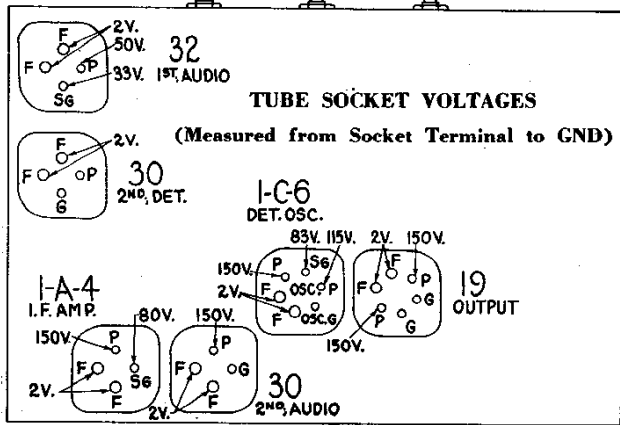 TUBE SOCKET VOLTAGES
(Measured from Socket Terminal to GND)
F 2V.
50V.
F P
33V.
SG
32
1ST, AUDIO
F 2V.
F P
G
30
2ND, DET.
1-C-6
DET. OSC.
83V. 115V.
150V. P SG
OSC. P
2V. F
F OSC. G
2V. 150V.
F P
F G
P G
150V.
19
OUTPUT
1-A-4
I.F. AMP.
150V. P 80V.
F SG
2V. F
150V.
P
F G
2V. F
30
2ND, AUDIO